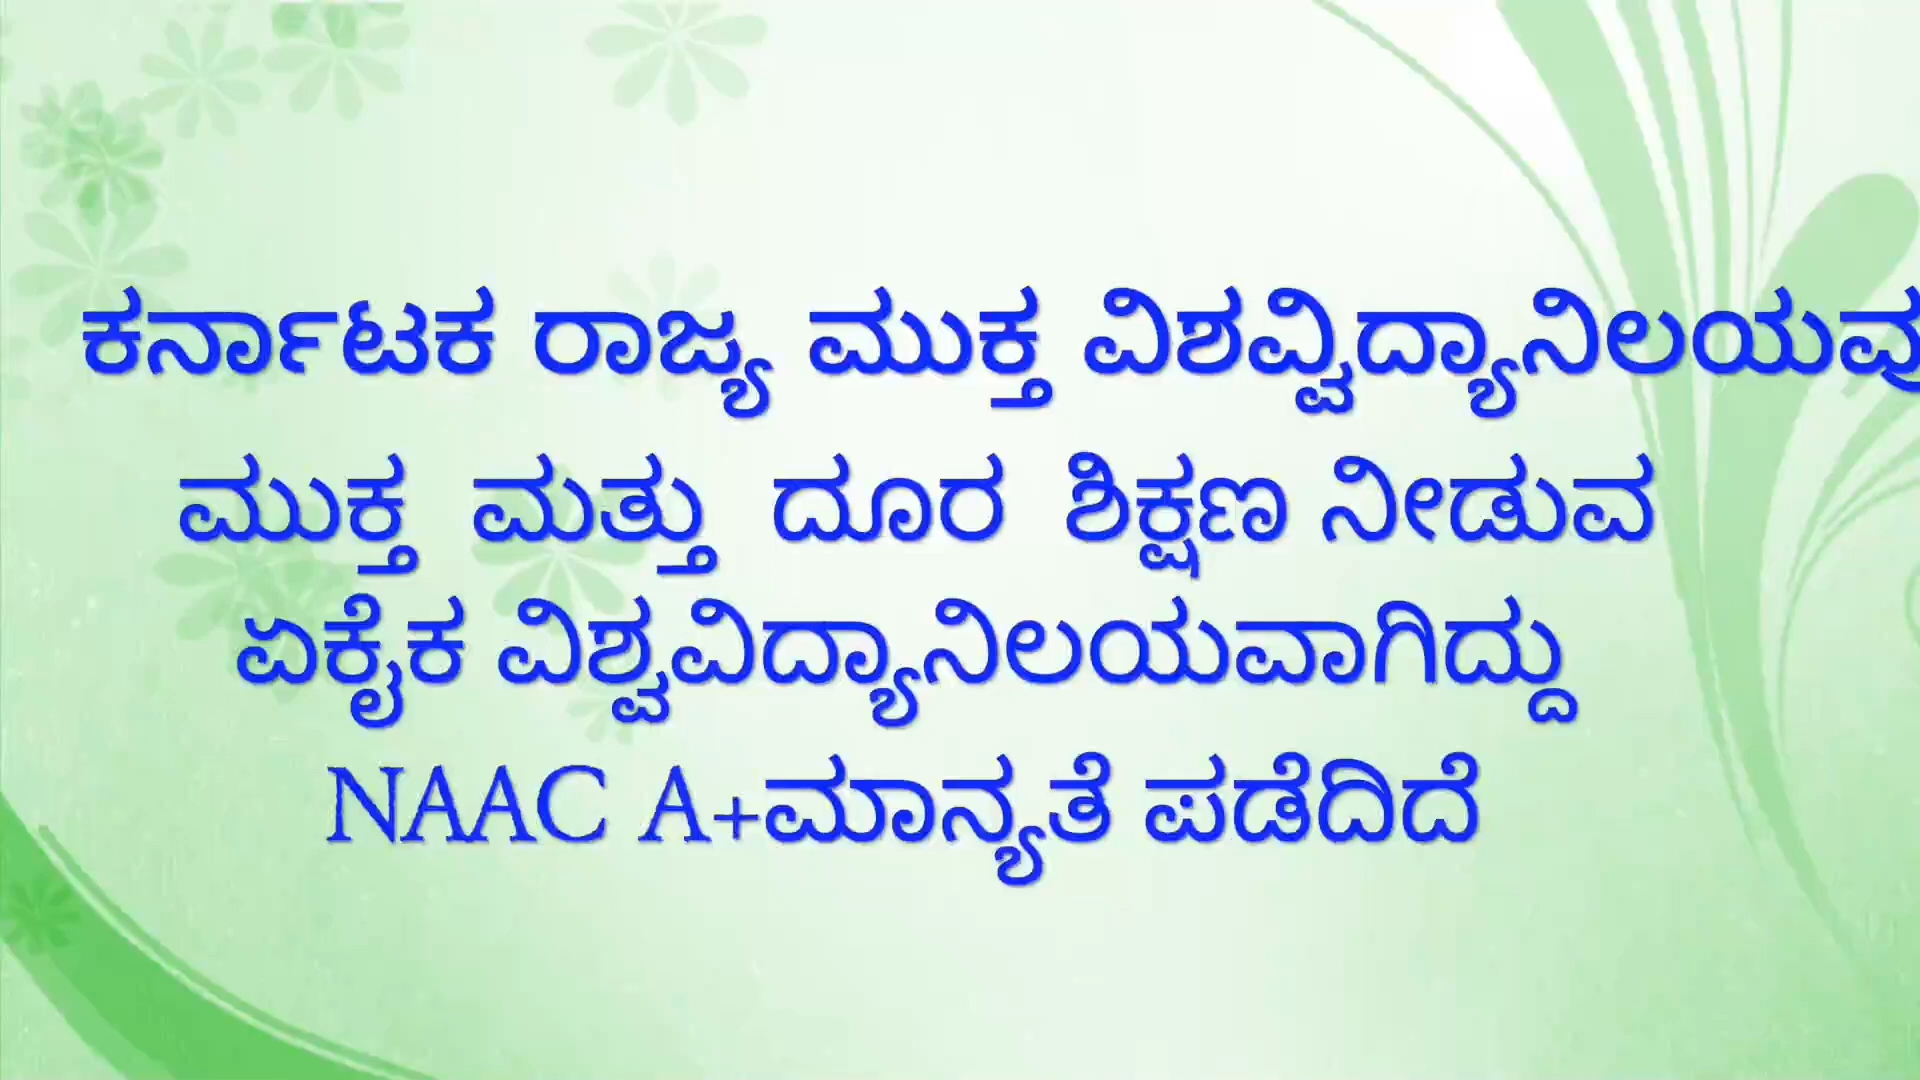 ಕರ್ನಾಟಕ ರಾಜ್ಯ ಮುಕ್ತ ವಿಶವ್ವಿದ್ಯಾನಿಲಯವು
ಮುಕ್ತ ಮತ್ತು ದೂರ ಶಿಕ್ಷಣ ನೀಡುವ
ಏಕೈಕ ವಿಶ್ವವಿದ್ಯಾನಿಲಯವಾಗಿದ್ದು
NAAC A+ಮಾನ್ಯತೆ ಪಡೆದಿದೆ